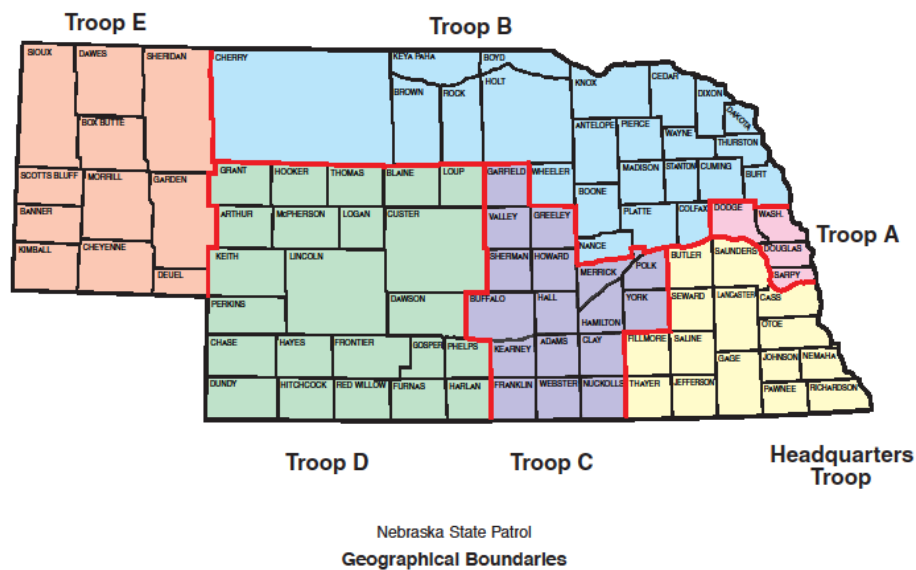 Troop E
Troop B
SIOUX
DAWES
SHERIDAN
CHERRY
KEYA PAHA
BOYD
HOLT
BROWN
ROCK
KNOX
CEDAR
DIXON
DAKOTA
BOX BUTTE
ANTELOPE
PIERCE
WAYNE
THURSTON
SCOTTS BLUFF
MORRILL
GARDEN
GRANT
HOOKER
THOMAS
BLAINE
LOUP
GARFIELD
WHEELER
MADISON
STANTON
CUMING
BURT
BOONE
BANNER
ARTHUR
McPHERSON
LOGAN
CUSTER
VALLEY
GREELEY
PLATTE
COLFAX
DODGE
WASH.
Troop A
KIMBALL
CHEYENNE
DEUEL
KEITH
LINCOLN
SHERMAN
HOWARD
NANCE
MERRICK
POLK
BUTLER
SAUNDERS
DOUGLAS
SARPY
PERKINS
DAWSON
BUFFALO
HALL
HAMILTON
YORK
SEWARD
LANCASTER
CASS
OTOE
CHASE
HAYES
FRONTIER
GOSPER
PHELPS
KEARNEY
ADAMS
CLAY
FILLMORE
SALINE
GAGE
JOHNSON
NEMAHA
DUNDY
HITCHCOCK
RED WILLOW
FURNAS
HARLAN
FRANKLIN
WEBSTER
NUCKOLLS
THAYER
JEFFERSON
PAWNEE
RICHARDSON
Troop D
Troop C
Headquarters
Troop
Nebraska State Patrol
Geographical Boundaries